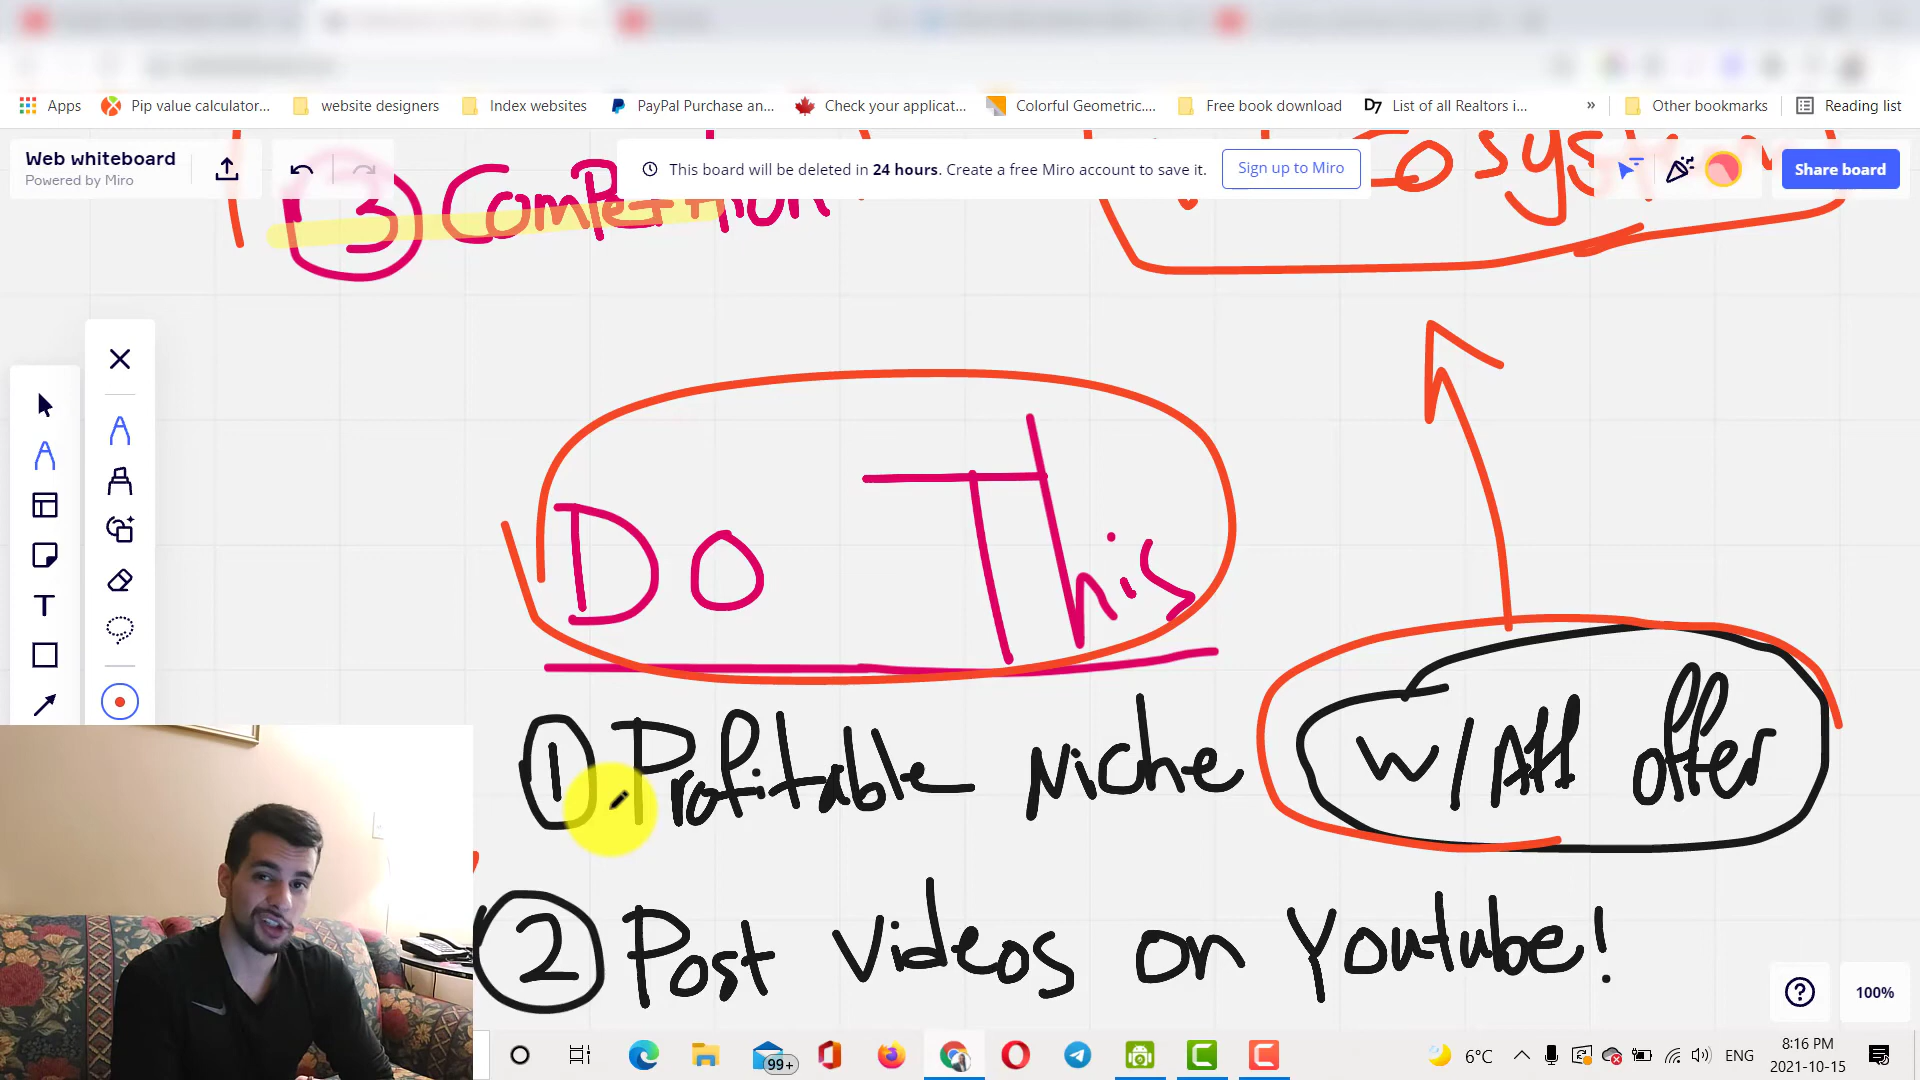 Apps Pip value calculator... website designers Index websites PayPal Purchase an... Check your applicat... Colorful Geometric.... Free book download D7 List of all Realtors i... » Other bookmarks Reading list
Web whiteboard
Powered by Miro
This board will be deleted in 24 hours. Create a free Miro account to save it.
Sign up to Miro
Share board
3 Competition
Ecosystem
Do This
1 Profitable Niche w/ Aff offer
2 Post Videos on Youtube!
T
100%
99+
6°C
ENG
8:16 PM
2021-10-15